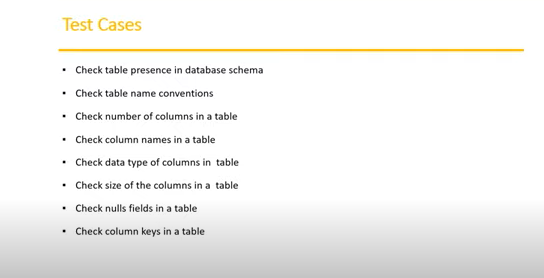 Test Cases
• Check table presence in database schema
• Check table name conventions
• Check number of columns in a table
• Check column names in a table
• Check data type of columns in  table
• Check size of the columns in a  table
• Check nulls fields in a table
• Check column keys in a table